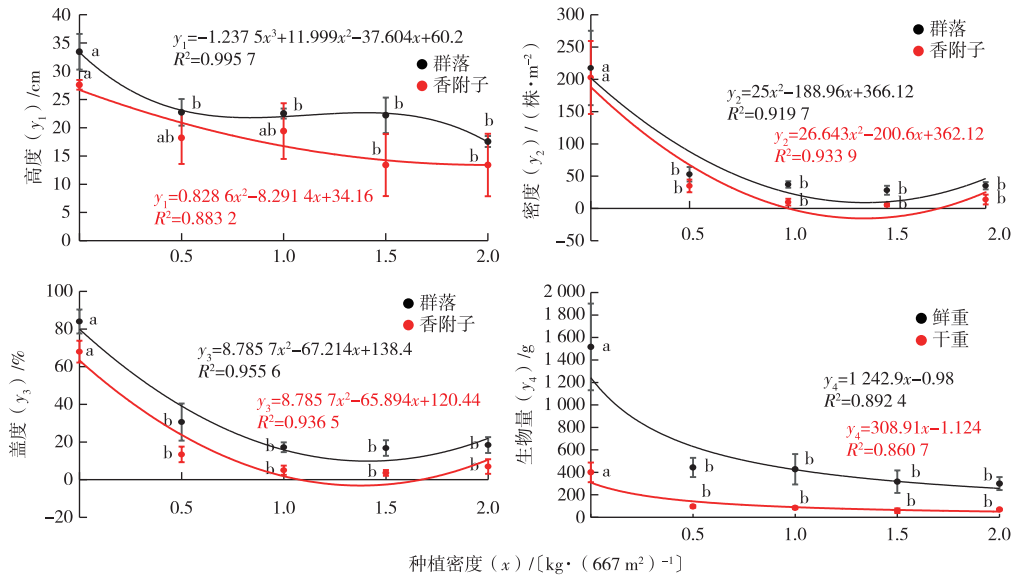 40
35
30
25
20
15
10
5
0
高度（y₁）/cm
y₁=−1.237 5x³+11.999x²−37.604x+60.2
R²=0.995 7
群落
香附子
a
a
b
ab
b
ab
b
b
b
b
y₁=0.828 6x²−8.291 4x+34.16
R²=0.883 2
0.5
1.0
1.5
2.0
300
250
200
150
100
50
0
−50
密度（y₂）/（株·m⁻²）
群落
香附子
a
a
y₂=25x²−188.96x+366.12
R²=0.919 7
y₂=26.643x²−200.6x+362.12
R²=0.933 9
b
b
b
b
b
b
b
b
0.5
1.0
1.5
2.0
100
80
60
40
20
0
−20
盖度（y₃）/%
群落
香附子
a
a
y₃=8.785 7x²−67.214x+138.4
R²=0.955 6
y₃=8.785 7x²−65.894x+120.44
R²=0.936 5
b
b
b
b
b
b
b
b
0.5
1.0
1.5
2.0
2 000
1 800
1 600
1 400
1 200
1 000
800
600
400
200
0
生物量（y₄）/g
鲜重
干重
a
a
y₄=1 242.9x−0.98
R²=0.892 4
y₄=308.91x−1.124
R²=0.860 7
b
b
b
b
b
b
b
b
0.5
1.0
1.5
2.0
种植密度（x）/〔kg·（667 m²）⁻¹〕